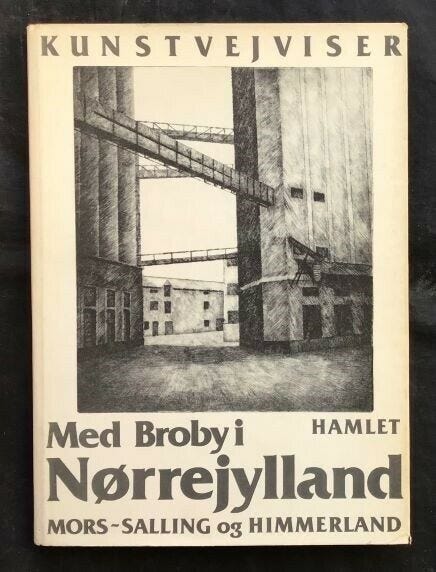 KUNSTVEJVISER
HAMLET
Med Broby i
Nørrejylland
MORS-SALLING og HIMMERLAND